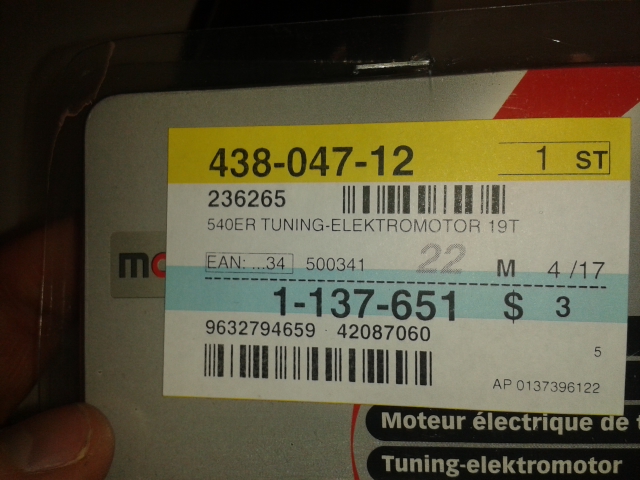 438-047-12 1 ST
236265
540ER TUNING-ELEKTROMOTOR 19T
EAN: ...34 500341 22 M 4/17
1-137-651 $ 3
9632794659 42087060
5
AP 0137396122
Moteur électrique de
Tuning-elektromotor